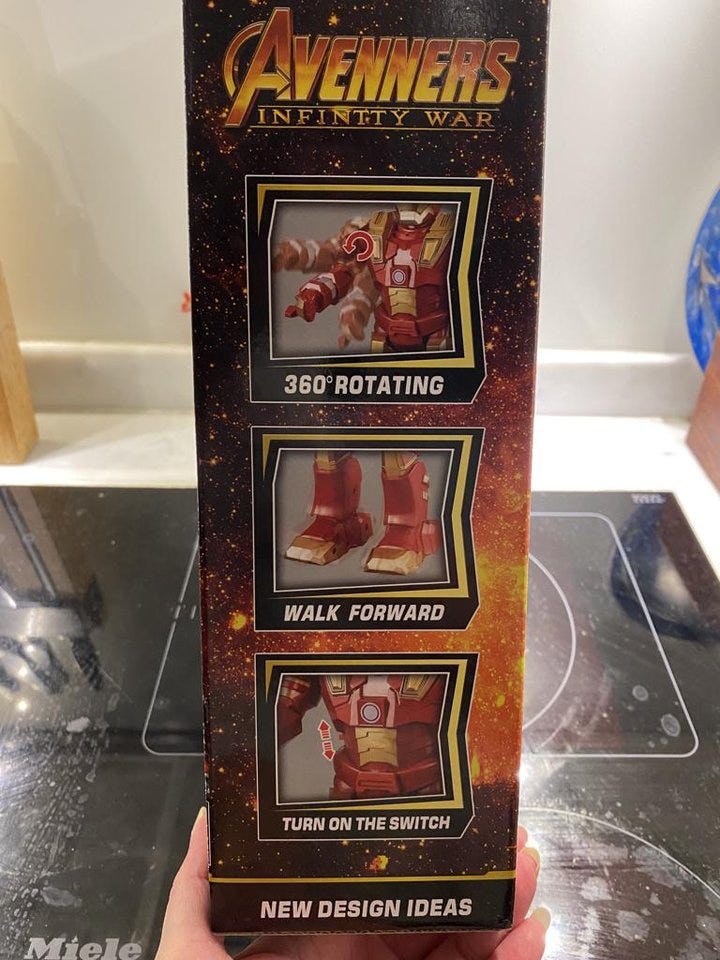 AVENNERS
INFINTTY WAR
360°ROTATING
WALK FORWARD
TURN ON THE SWITCH
NEW DESIGN IDEAS
Miele